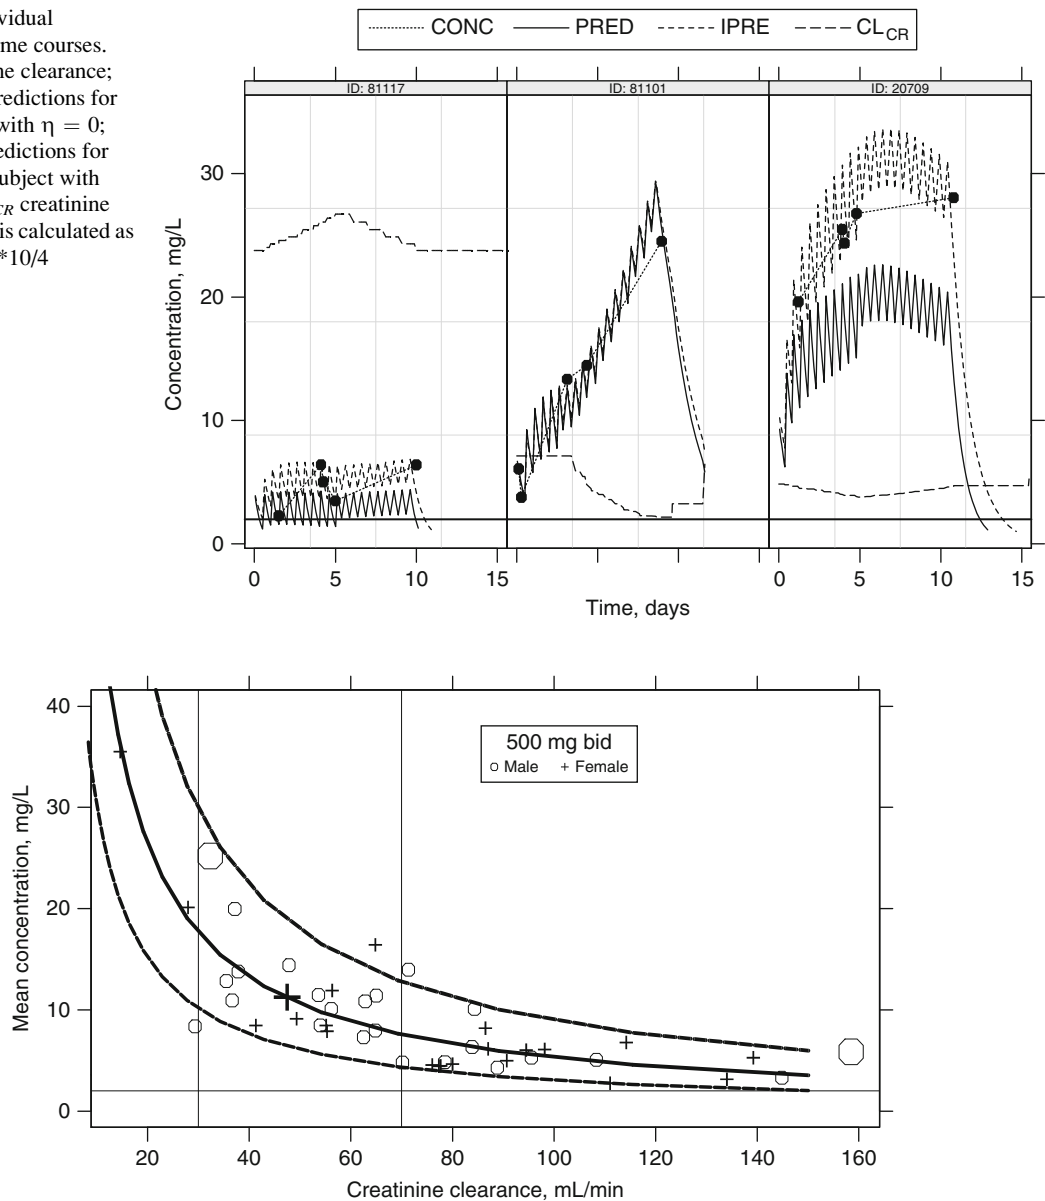 vidual
me courses.
ne clearance;
redictions for
with η = 0;
edictions for
ubject with
CR creatinine
is calculated as
*10/4
CONC PRED IPRE CLCR
ID: 81117 ID: 81101 ID: 20709
Concentration, mg/L
30
20
10
0
0 5 10 15 0 5 10 15
Time, days
40
30
20
10
0
Mean concentration, mg/L
500 mg bid
Male + Female
20 40 60 80 100 120 140 160
Creatinine clearance, mL/min